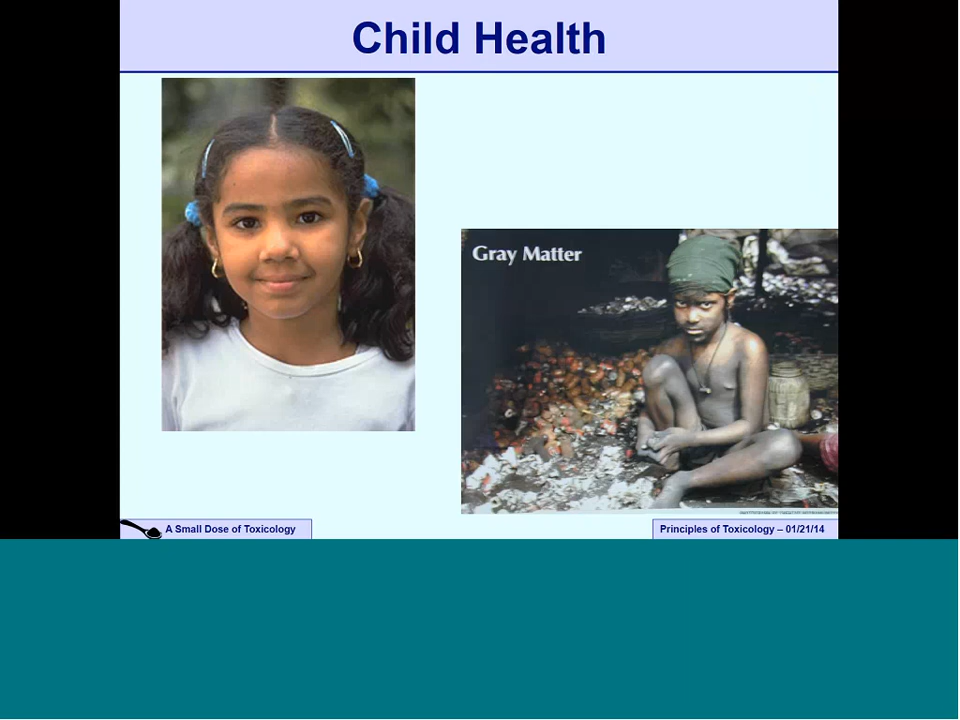 Child Health
Gray Matter
A Small Dose of Toxicology
Principles of Toxicology – 01/21/14